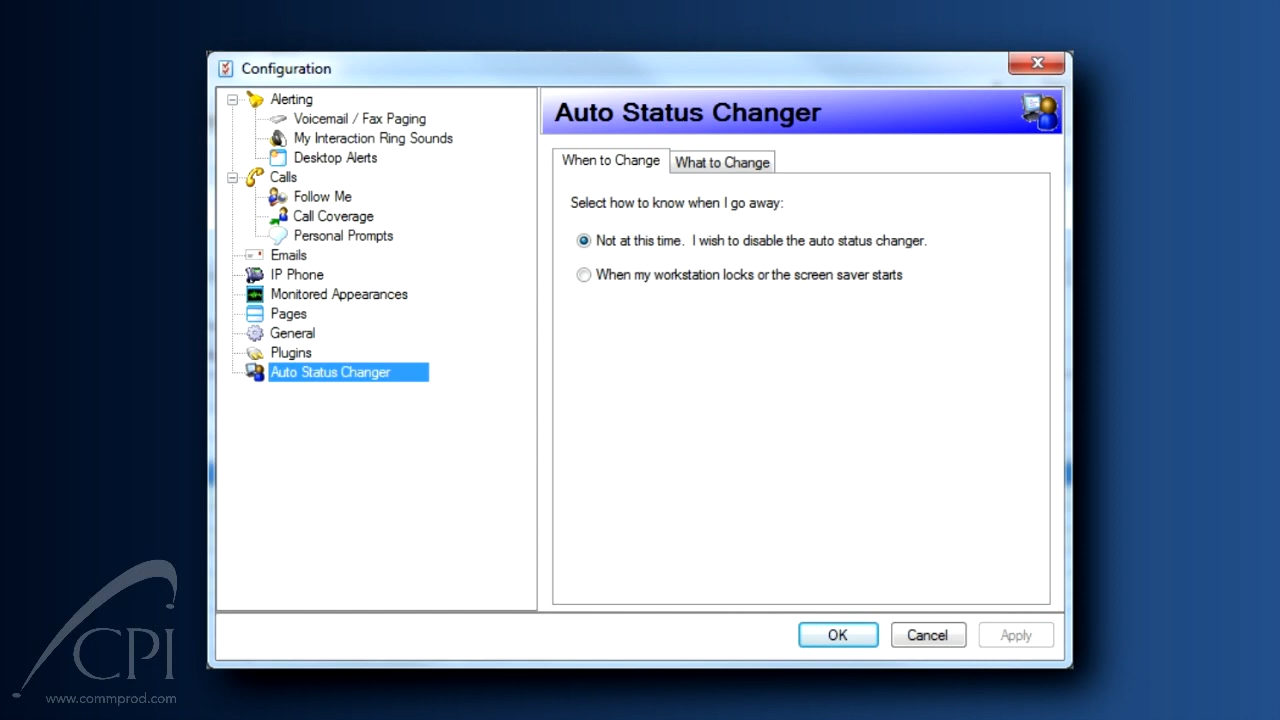 Configuration
Alerting
Voicemail / Fax Paging
My Interaction Ring Sounds
Desktop Alerts
Calls
Follow Me
Call Coverage
Personal Prompts
Emails
IP Phone
Monitored Appearances
Pages
General
Plugins
Auto Status Changer
Auto Status Changer
When to Change
What to Change
Select how to know when I go away:
Not at this time. I wish to disable the auto status changer.
When my workstation locks or the screen saver starts
OK
Cancel
Apply
CPI
www.commprod.com